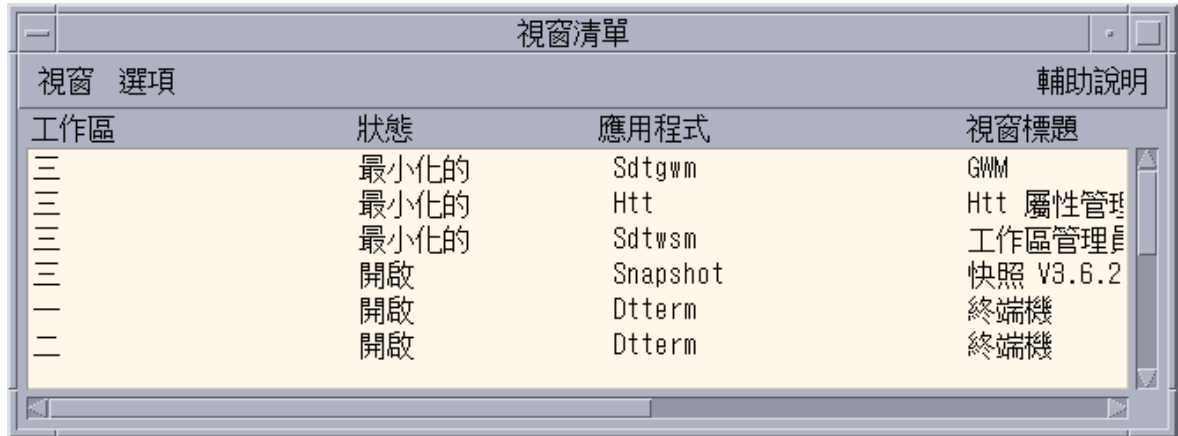 視窗清單
視窗 選項 輔助說明
工作區 狀態 應用程式 視窗標題
三 最小化的 Sdtgwm GWM
三 最小化的 Htt Htt 屬性管理
三 最小化的 Sdtwsm 工作區管理員
三 開啟 Snapshot 快照 V3.6.2
一 開啟 Dtterm 終端機
二 開啟 Dtterm 終端機